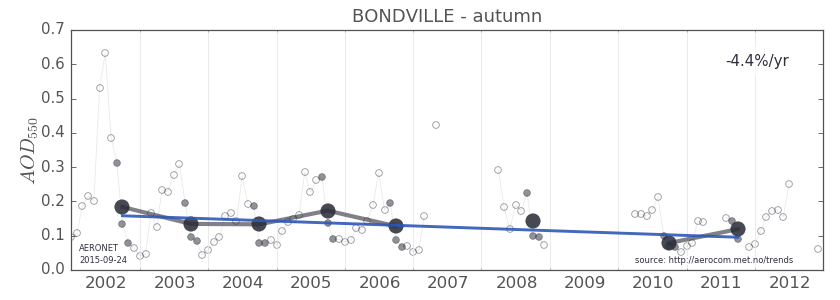 BONDVILLE - autumn
0.7
0.6
0.5
0.4
0.3
0.2
0.1
0.0
AOD550
-4.4%/yr
AERONET
2015-09-24
source: http://aerocom.met.no/trends
2002 2003 2004 2005 2006 2007 2008 2009 2010 2011 2012